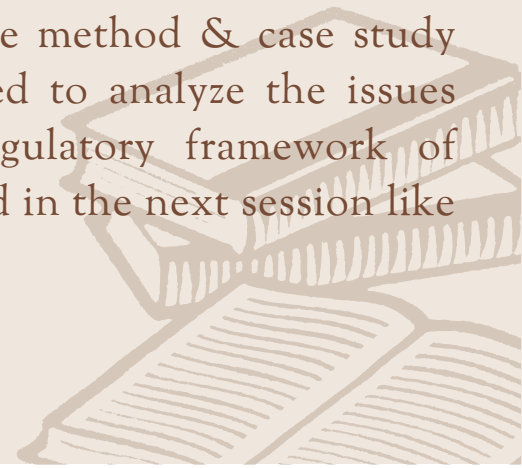 e method & case study
ed to analyze the issues
gulatory framework of
d in the next session like